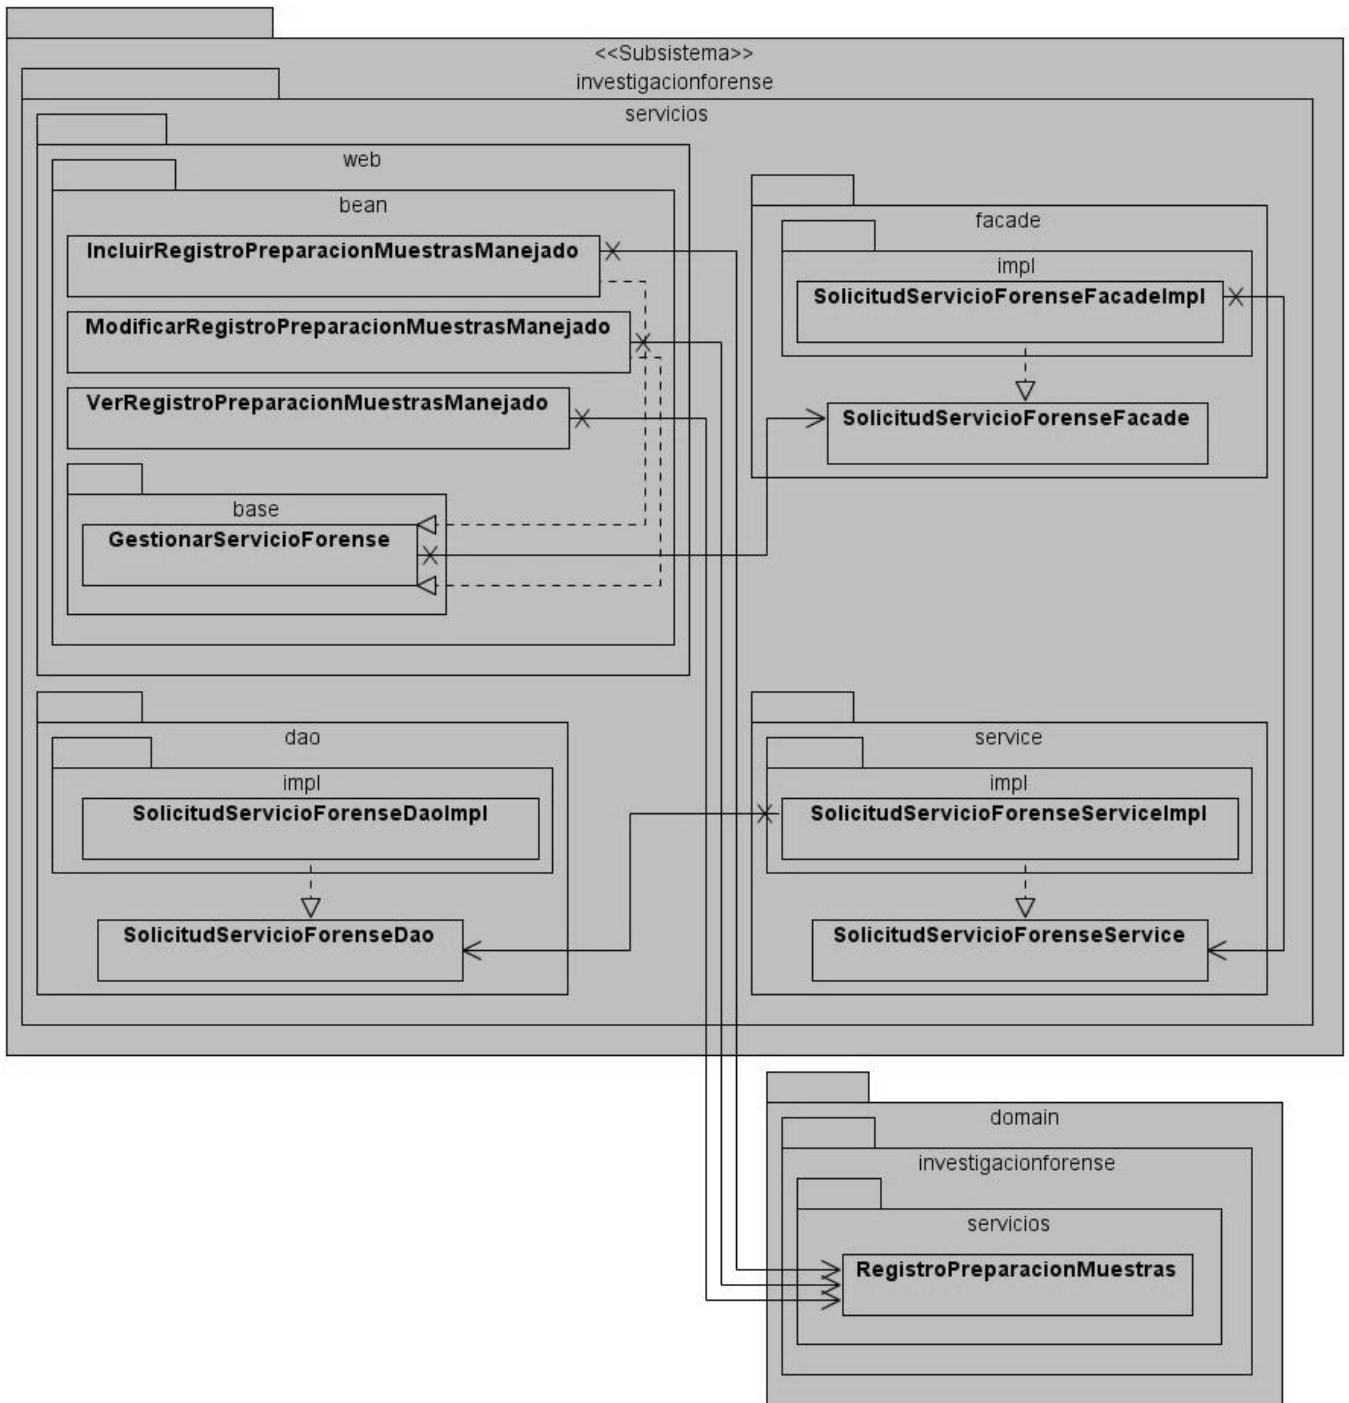 <<Subsistema>>
investigacionforense
servicios
web
bean
IncluirRegistroPreparacionMuestrasManejado
ModificarRegistroPreparacionMuestrasManejado
VerRegistroPreparacionMuestrasManejado
base
GestionarServicioForense
facade
impl
SolicitudServicioForenseFacadeImpl
SolicitudServicioForenseFacade
dao
impl
SolicitudServicioForenseDaoImpl
SolicitudServicioForenseDao
service
impl
SolicitudServicioForenseServiceImpl
SolicitudServicioForenseService
domain
investigacionforense
servicios
RegistroPreparacionMuestras